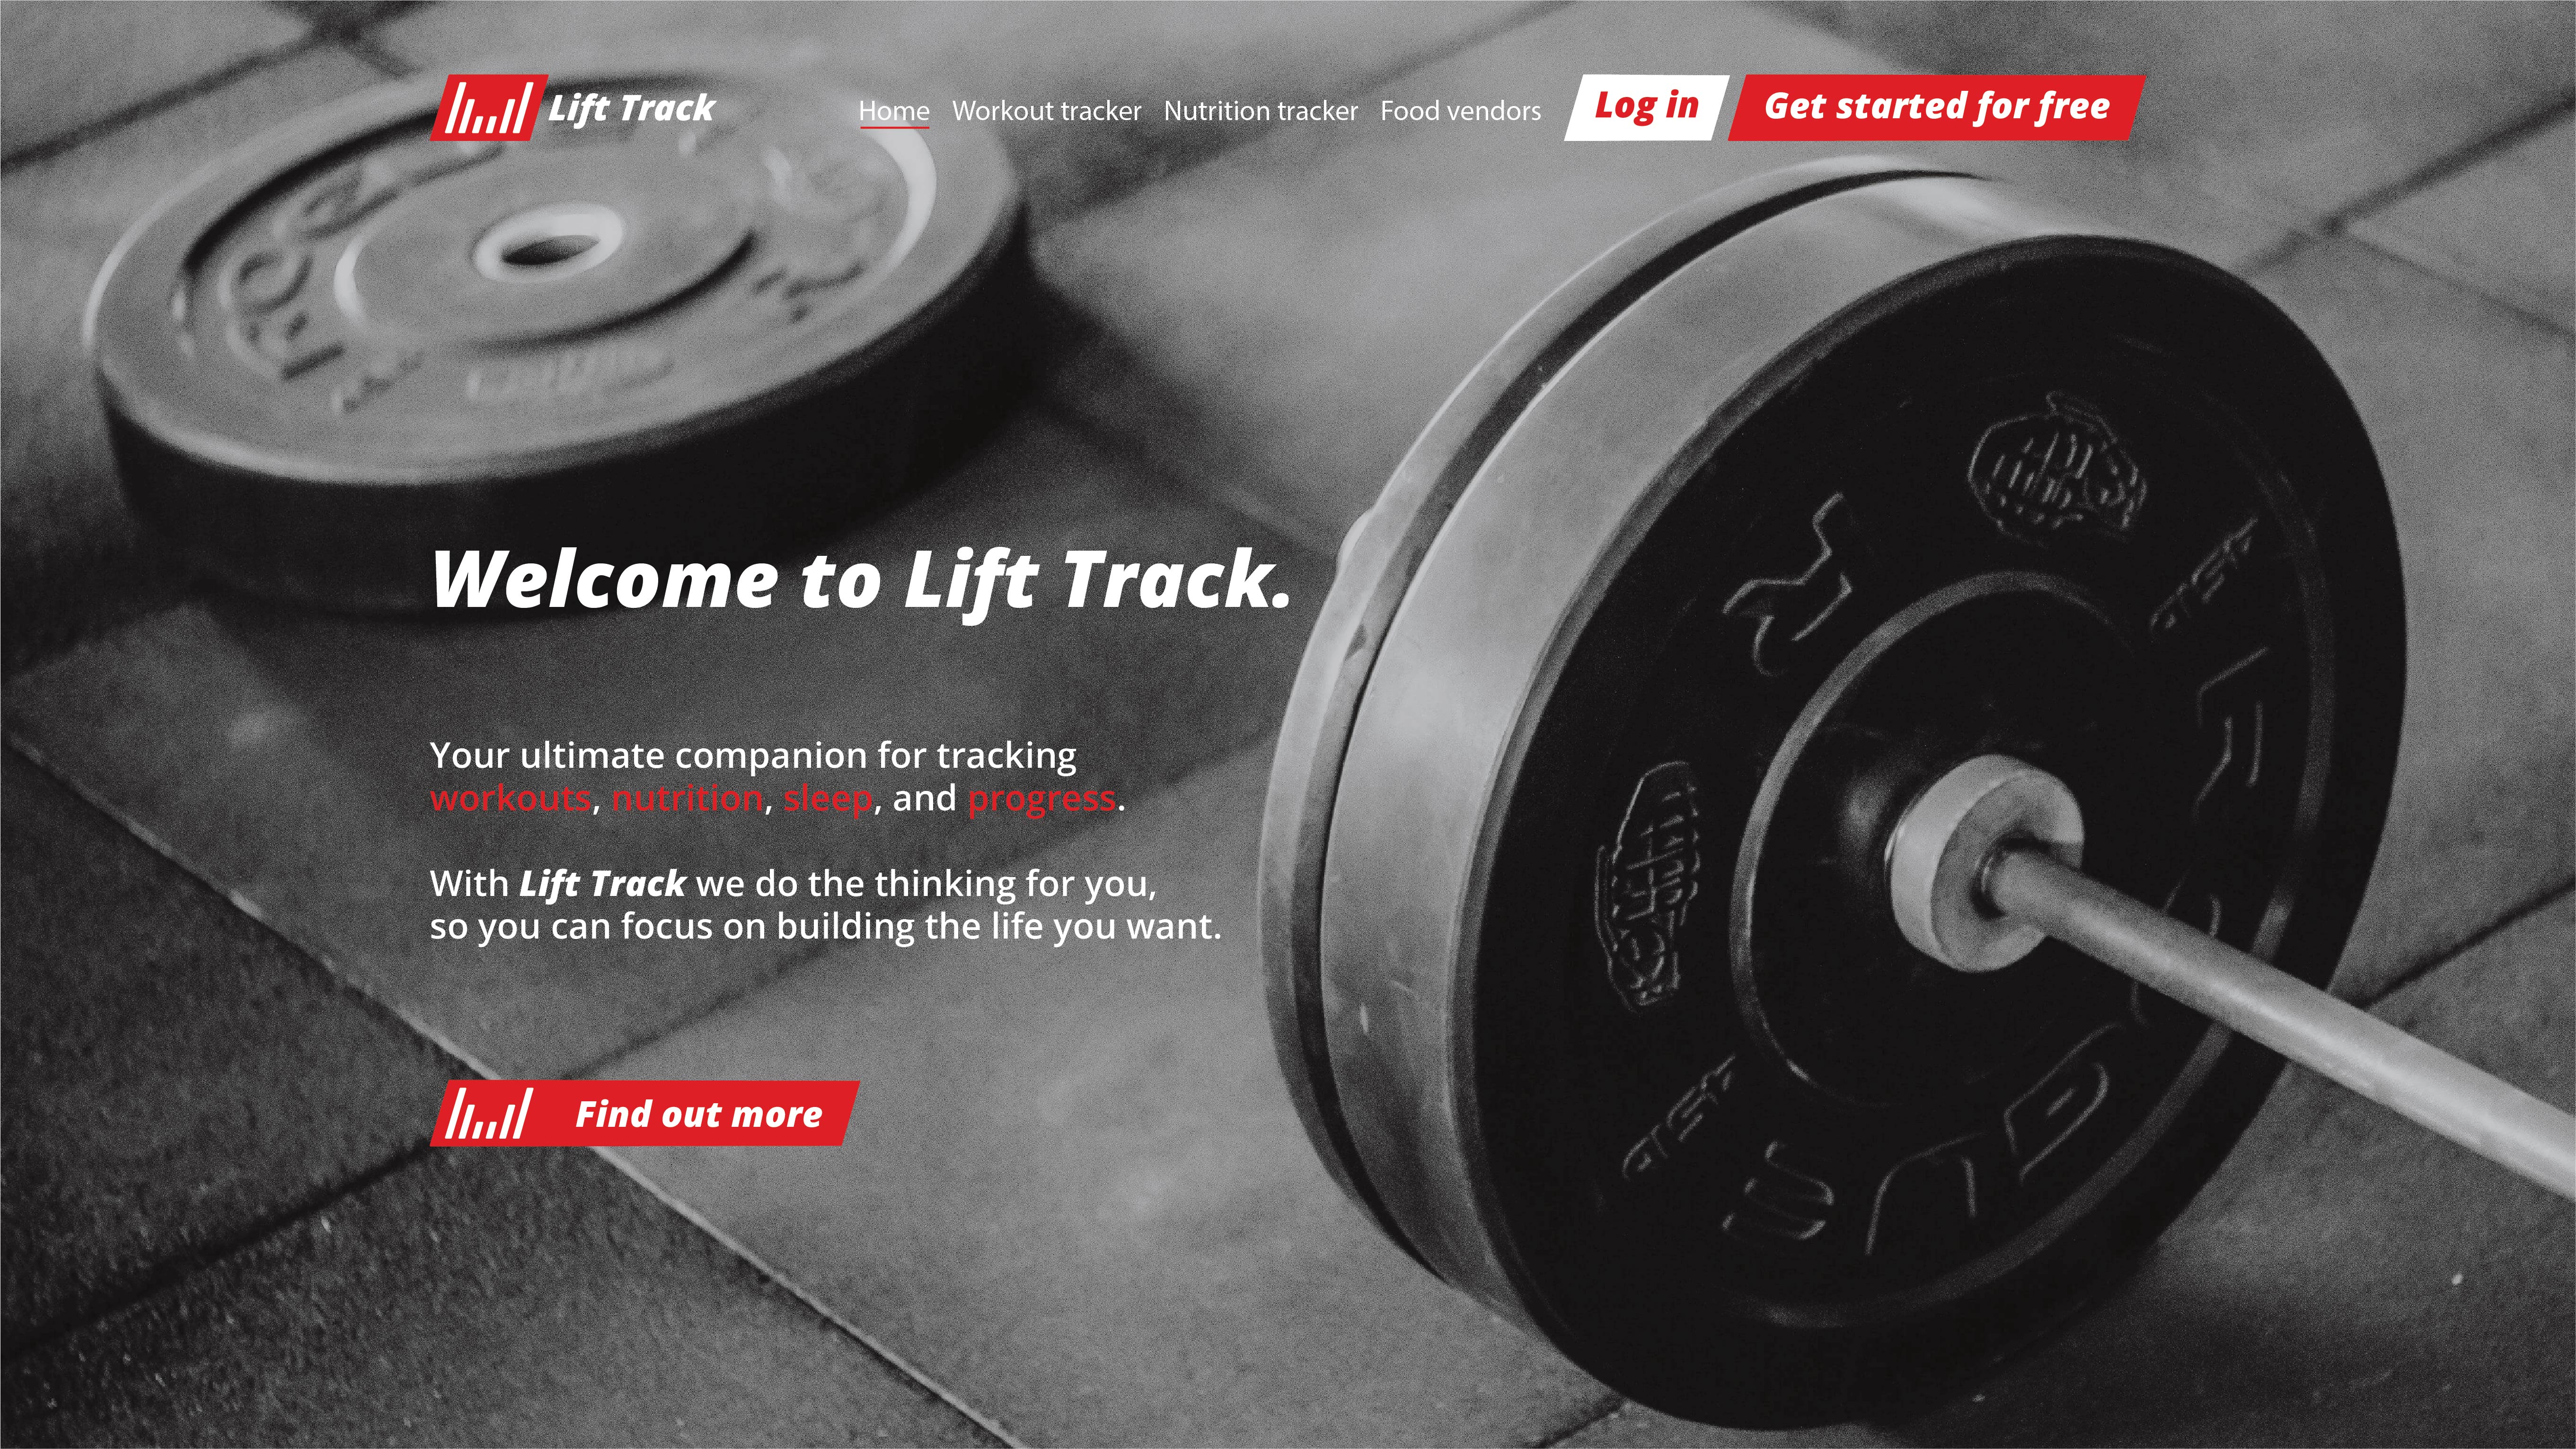 Lift Track
Home Workout tracker Nutrition tracker Food vendors
Log in
Get started for free
Welcome to Lift Track.
Your ultimate companion for tracking
workouts, nutrition, sleep, and progress.
With Lift Track we do the thinking for you,
so you can focus on building the life you want.
Find out more